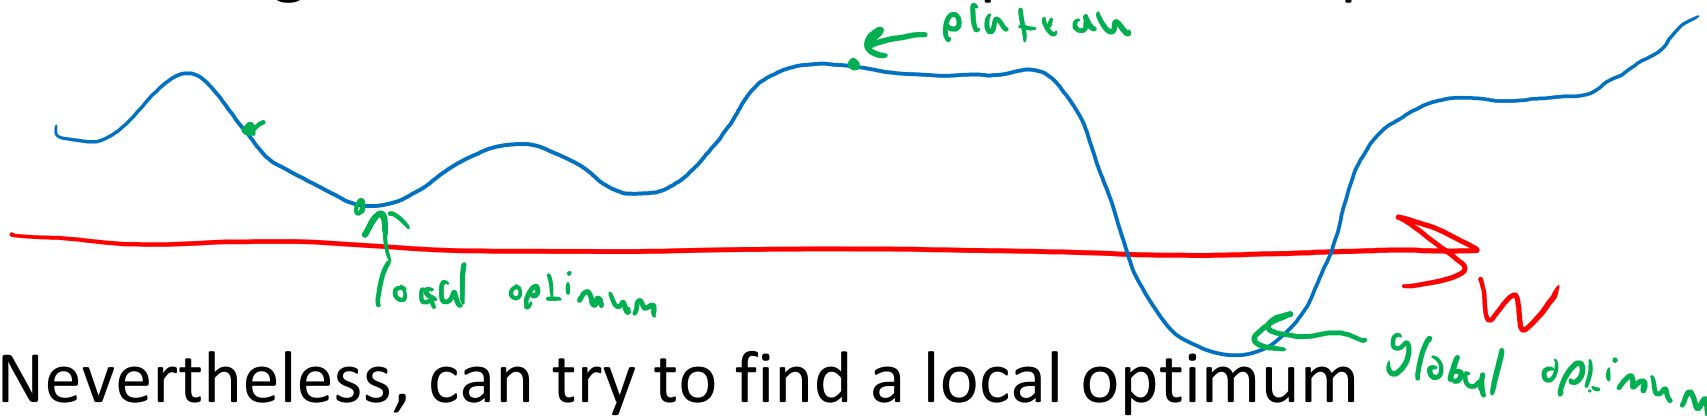 plateau
local optimum
W
global optimum
Nevertheless, can try to find a local optimum